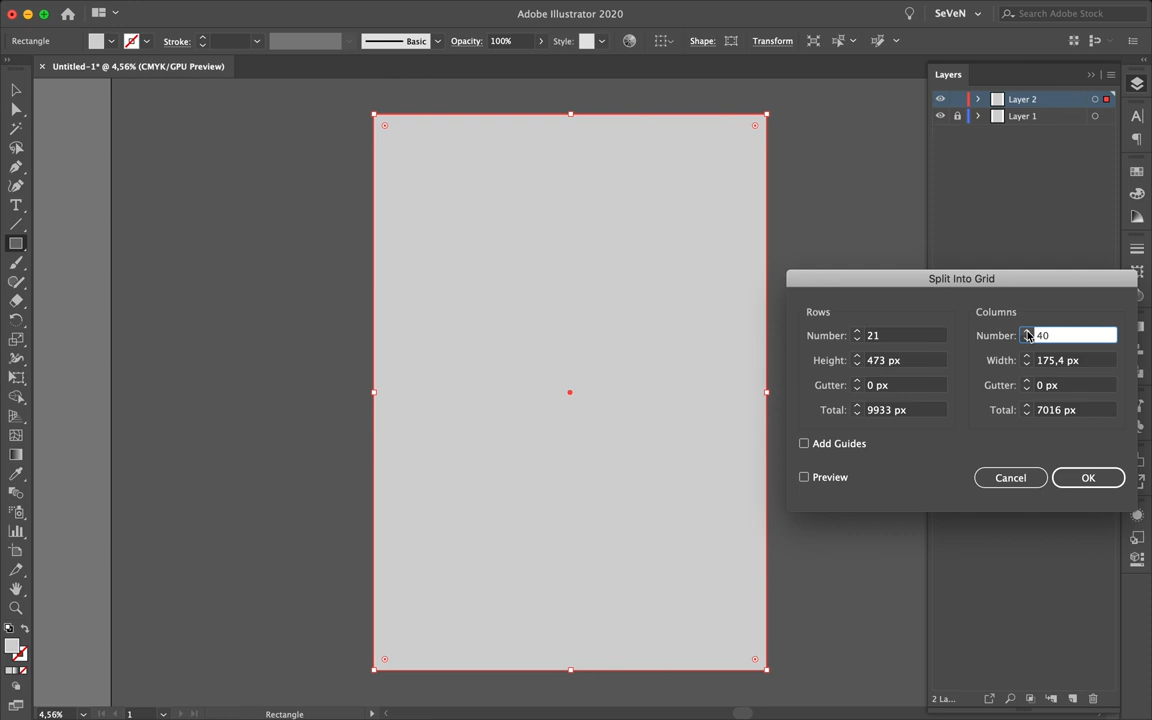 Adobe Illustrator 2020
SeVeN
Search Adobe Stock
Rectangle
Stroke:
Basic
Opacity:
100%
Style:
Shape:
Transform
× Untitled-1* @ 4,56% (CMYK/GPU Preview)
Layers
Layer 2
Layer 1
Split Into Grid
Rows
Columns
Number: 21
Number: 40
Height: 473 px
Width: 175,4 px
Gutter: 0 px
Gutter: 0 px
Total: 9933 px
Total: 7016 px
Add Guides
Preview
Cancel
OK
2 La...
4,56%
1
Rectangle